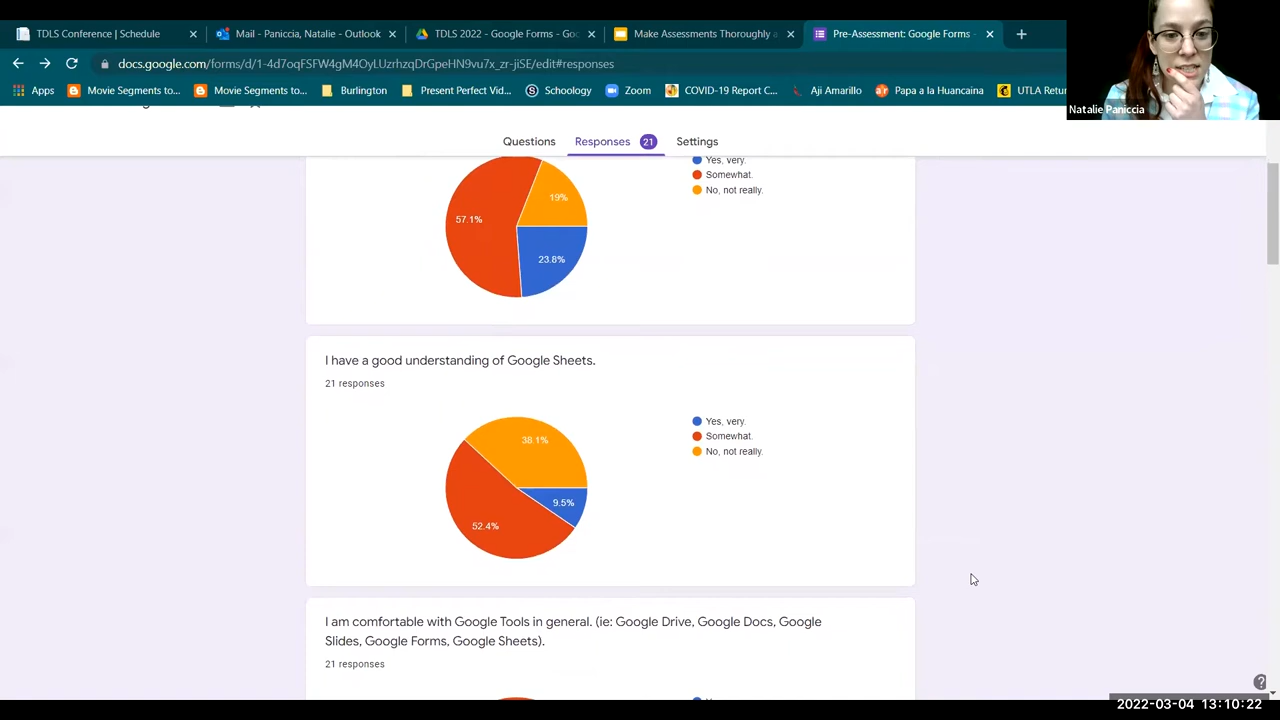 TDLS Conference | Schedule
Mail - Paniccia, Natalie - Outlook
TDLS 2022 - Google Forms - Goo
Make Assessments Thoroughly a
Pre-Assessment: Google Forms -
docs.google.com/forms/d/1-4d7oqFSFW4gM4OyLUzrhzqDrGpeHN9vu7x_zr-jiSE/edit#responses
Apps
Movie Segments to...
Movie Segments to...
Burlington
Present Perfect Vid...
Schoology
Zoom
COVID-19 Report C...
Aji Amarillo
Papa a la Huancaina
UTLA Retu
Natalie Paniccia
Questions
Responses 21
Settings
Yes, very.
Somewhat.
No, not really.
19%
57.1%
23.8%
I have a good understanding of Google Sheets.
21 responses
Yes, very.
Somewhat.
No, not really.
38.1%
9.5%
52.4%
I am comfortable with Google Tools in general. (ie: Google Drive, Google Docs, Google
Slides, Google Forms, Google Sheets).
21 responses
2022-03-04 13:10:22